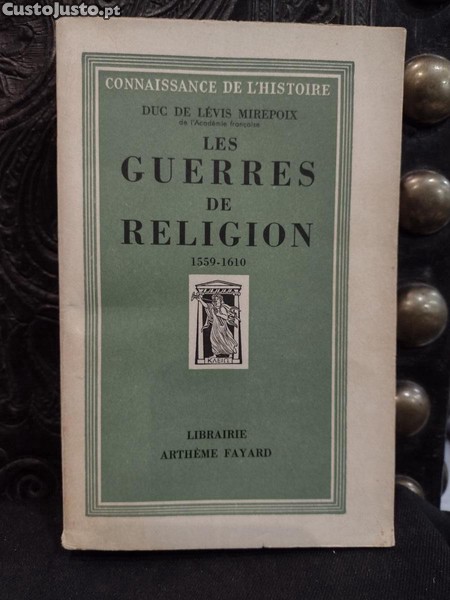 CustoJusto.pt
CONNAISSANCE DE L'HISTOIRE
DUC DE LÉVIS MIREPOIX
de l'Académie française
LES
GUERRES
DE
RELIGION
1559-1610
LIBRAIRIE
ARTHÈME FAYARD